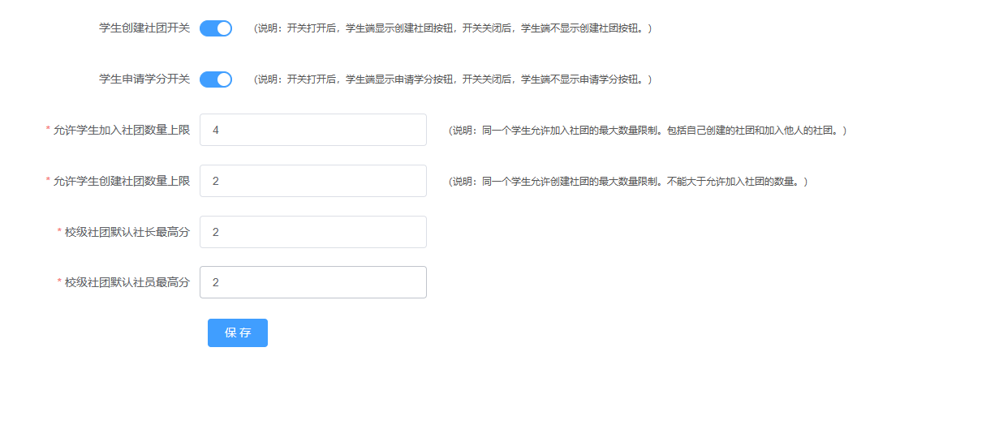 学生创建社团开关 (说明：开关打开后，学生端显示创建社团按钮，开关关闭后，学生端不显示创建社团按钮。)
学生申请学分开关 (说明：开关打开后，学生端显示申请学分按钮，开关关闭后，学生端不显示申请学分按钮。)
* 允许学生加入社团数量上限 4 (说明：同一个学生允许加入社团的最大数量限制。包括自己创建的社团和加入他人的社团。)
* 允许学生创建社团数量上限 2 (说明：同一个学生允许创建社团的最大数量限制。不能大于允许加入社团的数量。)
* 校级社团默认社长最高分 2
* 校级社团默认社员最高分 2
保 存